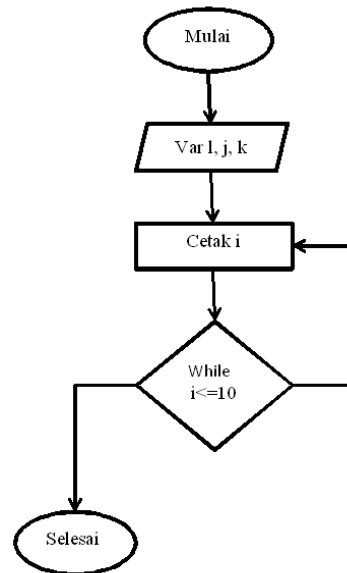 Mulai
Var I, j, k
Cetak i
While
i<=10
Selesai